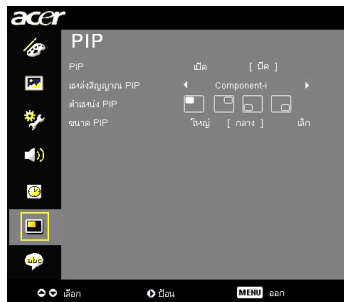 acer
PIP
PIP เปิด [ ปิด ]
แหล่งสัญญาณ PIP Component-i
ตำแหน่ง PIP
ขนาด PIP ใหญ่ [ กลาง ] เล็ก
abc
เลือก ป้อน MENU ออก